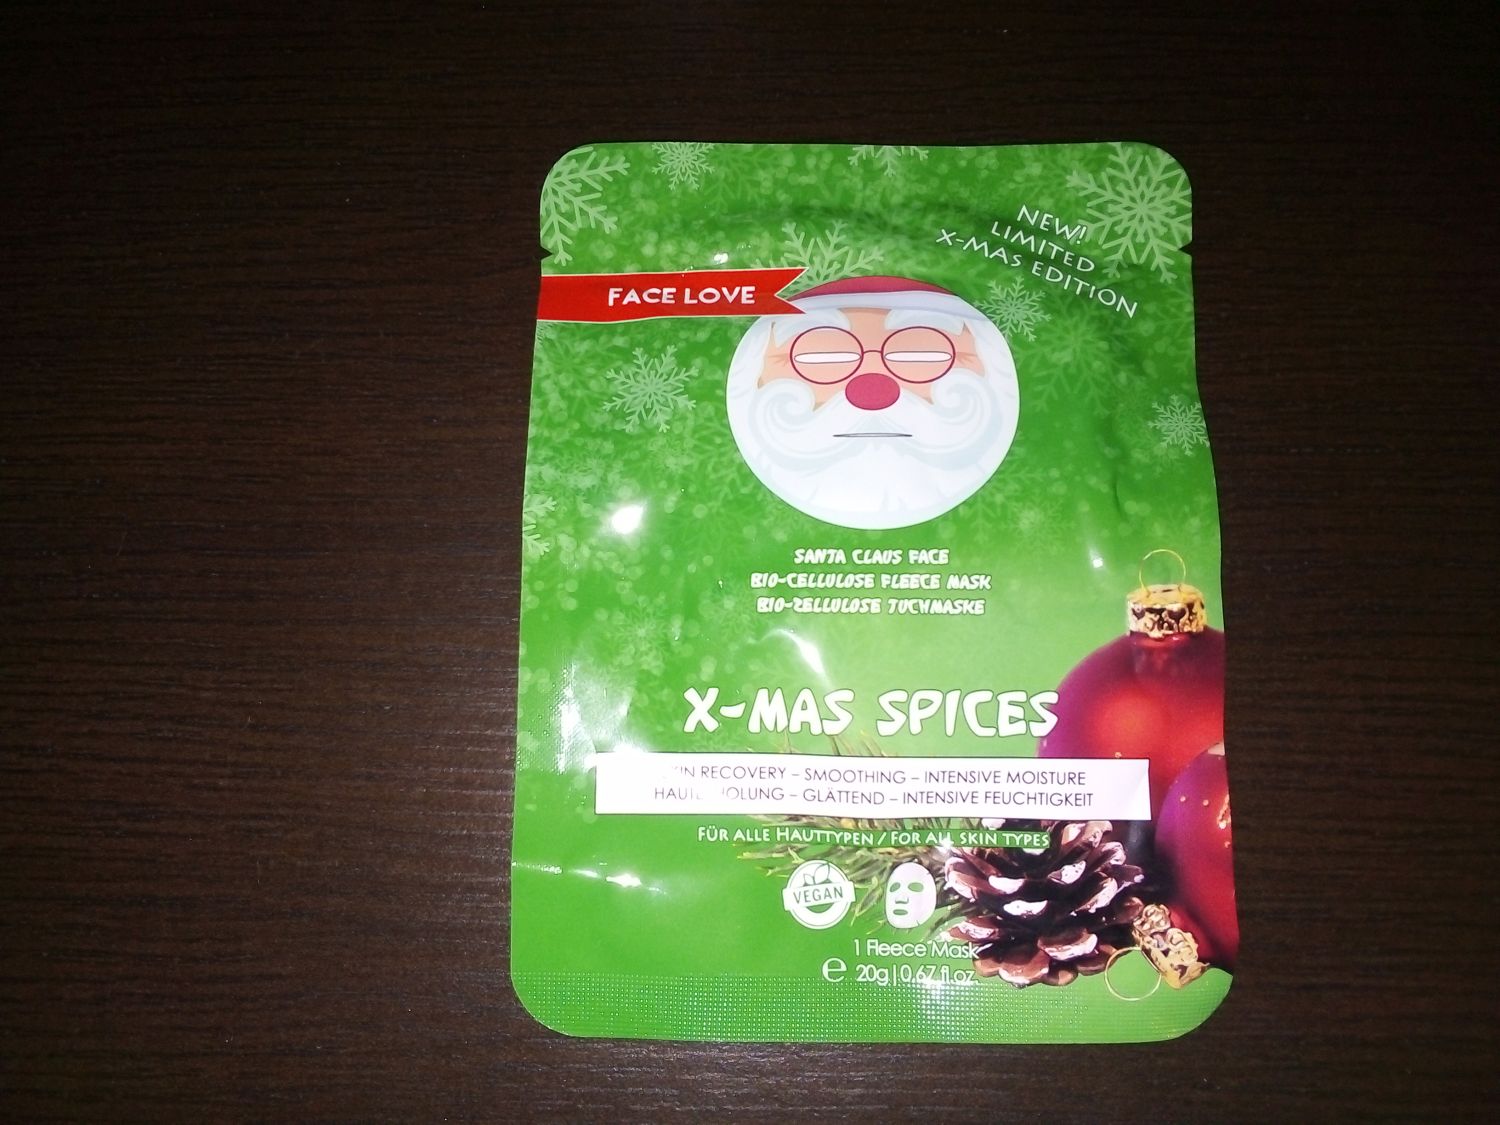 NEW!
LIMITED
X-MAS EDITION
FACE LOVE
SANTA CLAUS FACE
BIO-CELLULOSE FLEECE MASK
BIO-ZELLULOSE TUCHMASKE
X-MAS SPICES
RECOVERY – SMOOTHING – INTENSIVE MOISTURE
– GLÄTTEND – INTENSIVE FEUCHTIGKEIT
FÜR ALLE HAUTTYPEN / FOR ALL SKIN TYPES
VEGAN
1 Fleece Mask
℮ 20g | 0.67 fl oz.